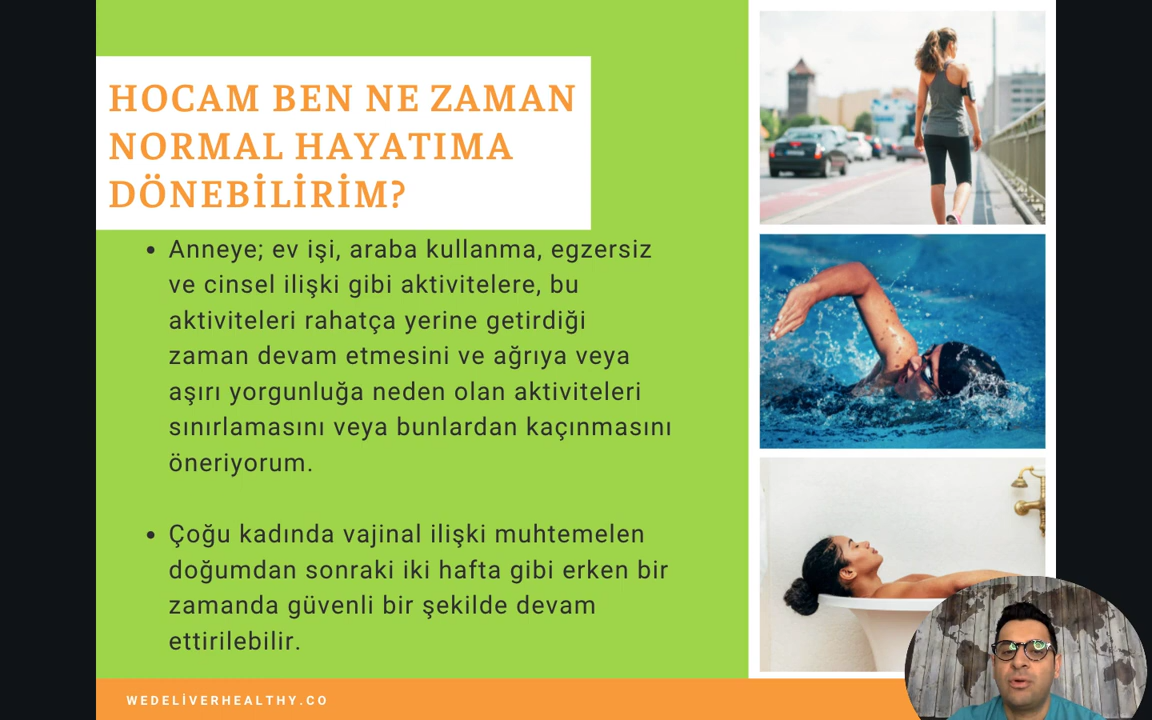 HOCAM BEN NE ZAMAN
NORMAL HAYATIMA
DÖNEBİLİRİM?
• Anneye; ev işi, araba kullanma, egzersiz
ve cinsel ilişki gibi aktivitelere, bu
aktiviteleri rahatça yerine getirdiği
zaman devam etmesini ve ağrıya veya
aşırı yorgunluğa neden olan aktiviteleri
sınırlamasını veya bunlardan kaçınmasını
öneriyorum.
• Çoğu kadında vajinal ilişki muhtemelen
doğumdan sonraki iki hafta gibi erken bir
zamanda güvenli bir şekilde devam
ettirilebilir.
WEDELİVERHEALTHY.CO